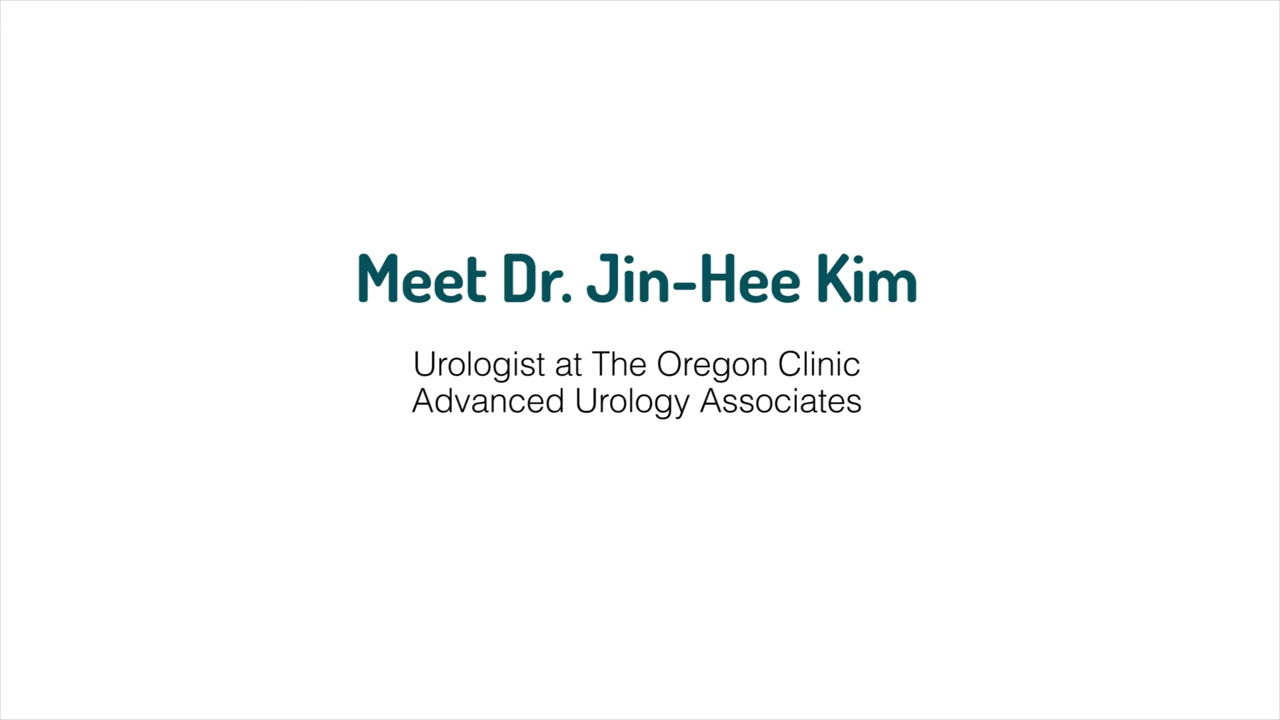 Meet Dr. Jin-Hee Kim
Urologist at The Oregon Clinic
Advanced Urology Associates